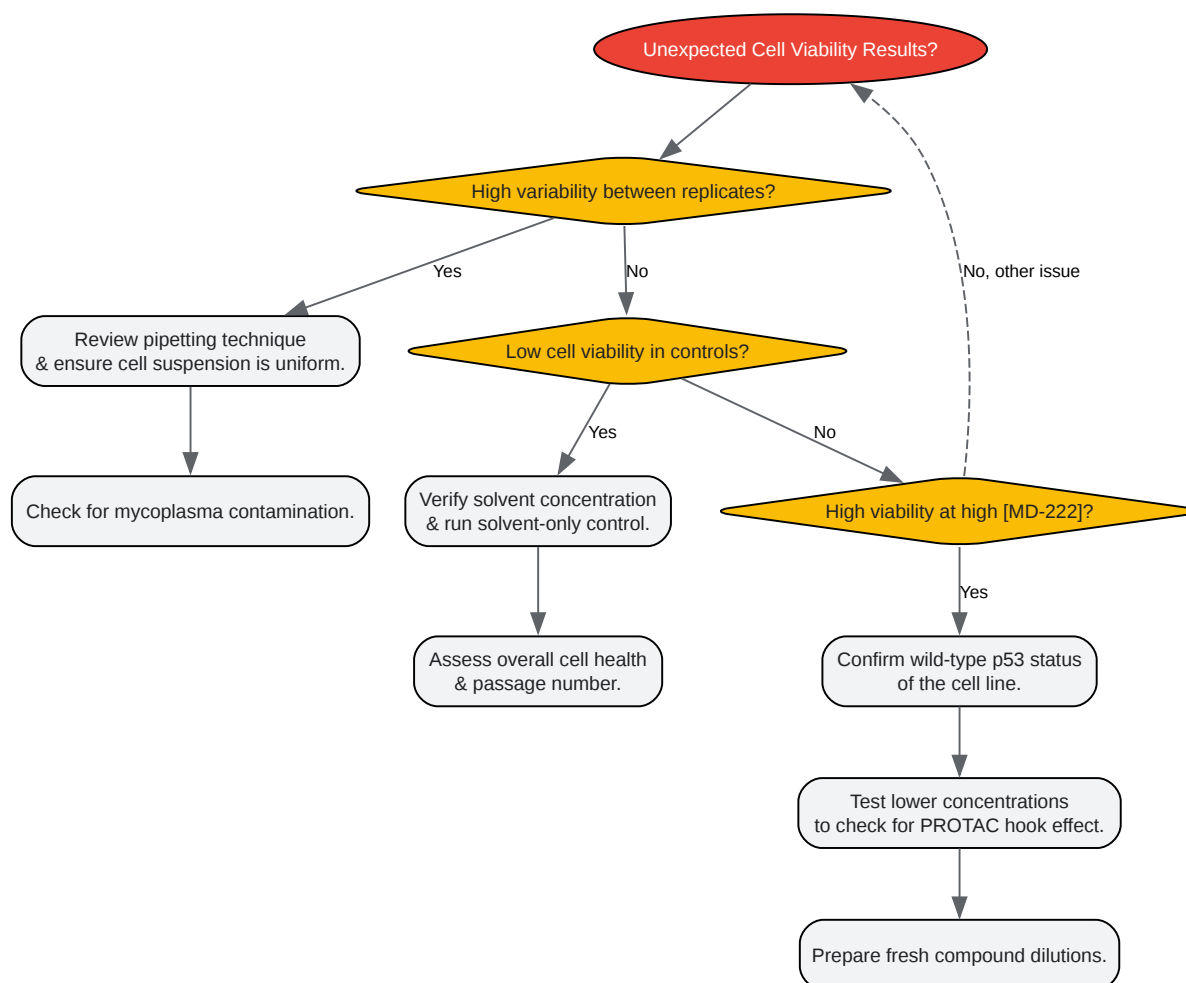 Unexpected Cell Viability Results?
High variability between replicates?
Yes
No
No, other issue
Review pipetting technique
& ensure cell suspension is uniform.
Low cell viability in controls?
Yes
No
Check for mycoplasma contamination.
Verify solvent concentration
& run solvent-only control.
High viability at high [MD-222]?
Yes
Assess overall cell health
& passage number.
Confirm wild-type p53 status
of the cell line.
Test lower concentrations
to check for PROTAC hook effect.
Prepare fresh compound dilutions.